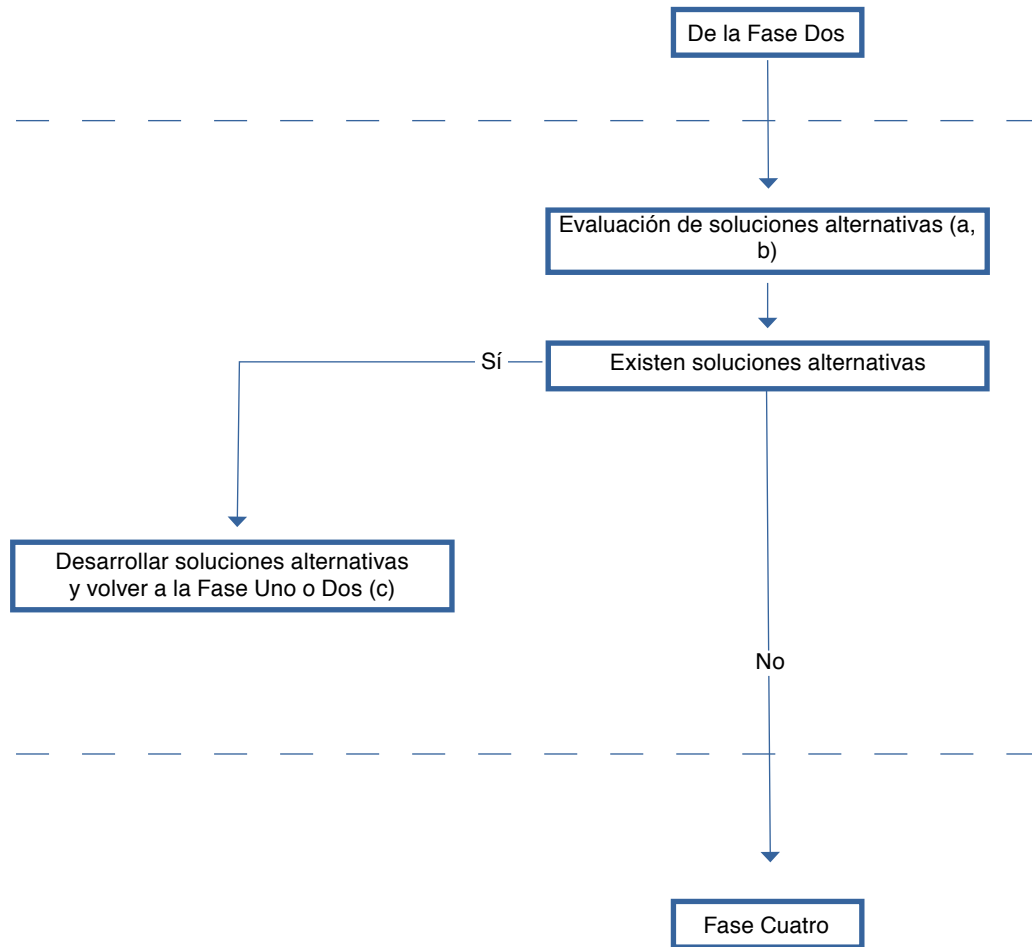 De la Fase Dos
Evaluación de soluciones alternativas (a,
b)
Sí
Existen soluciones alternativas
Desarrollar soluciones alternativas
y volver a la Fase Uno o Dos (c)
No
Fase Cuatro